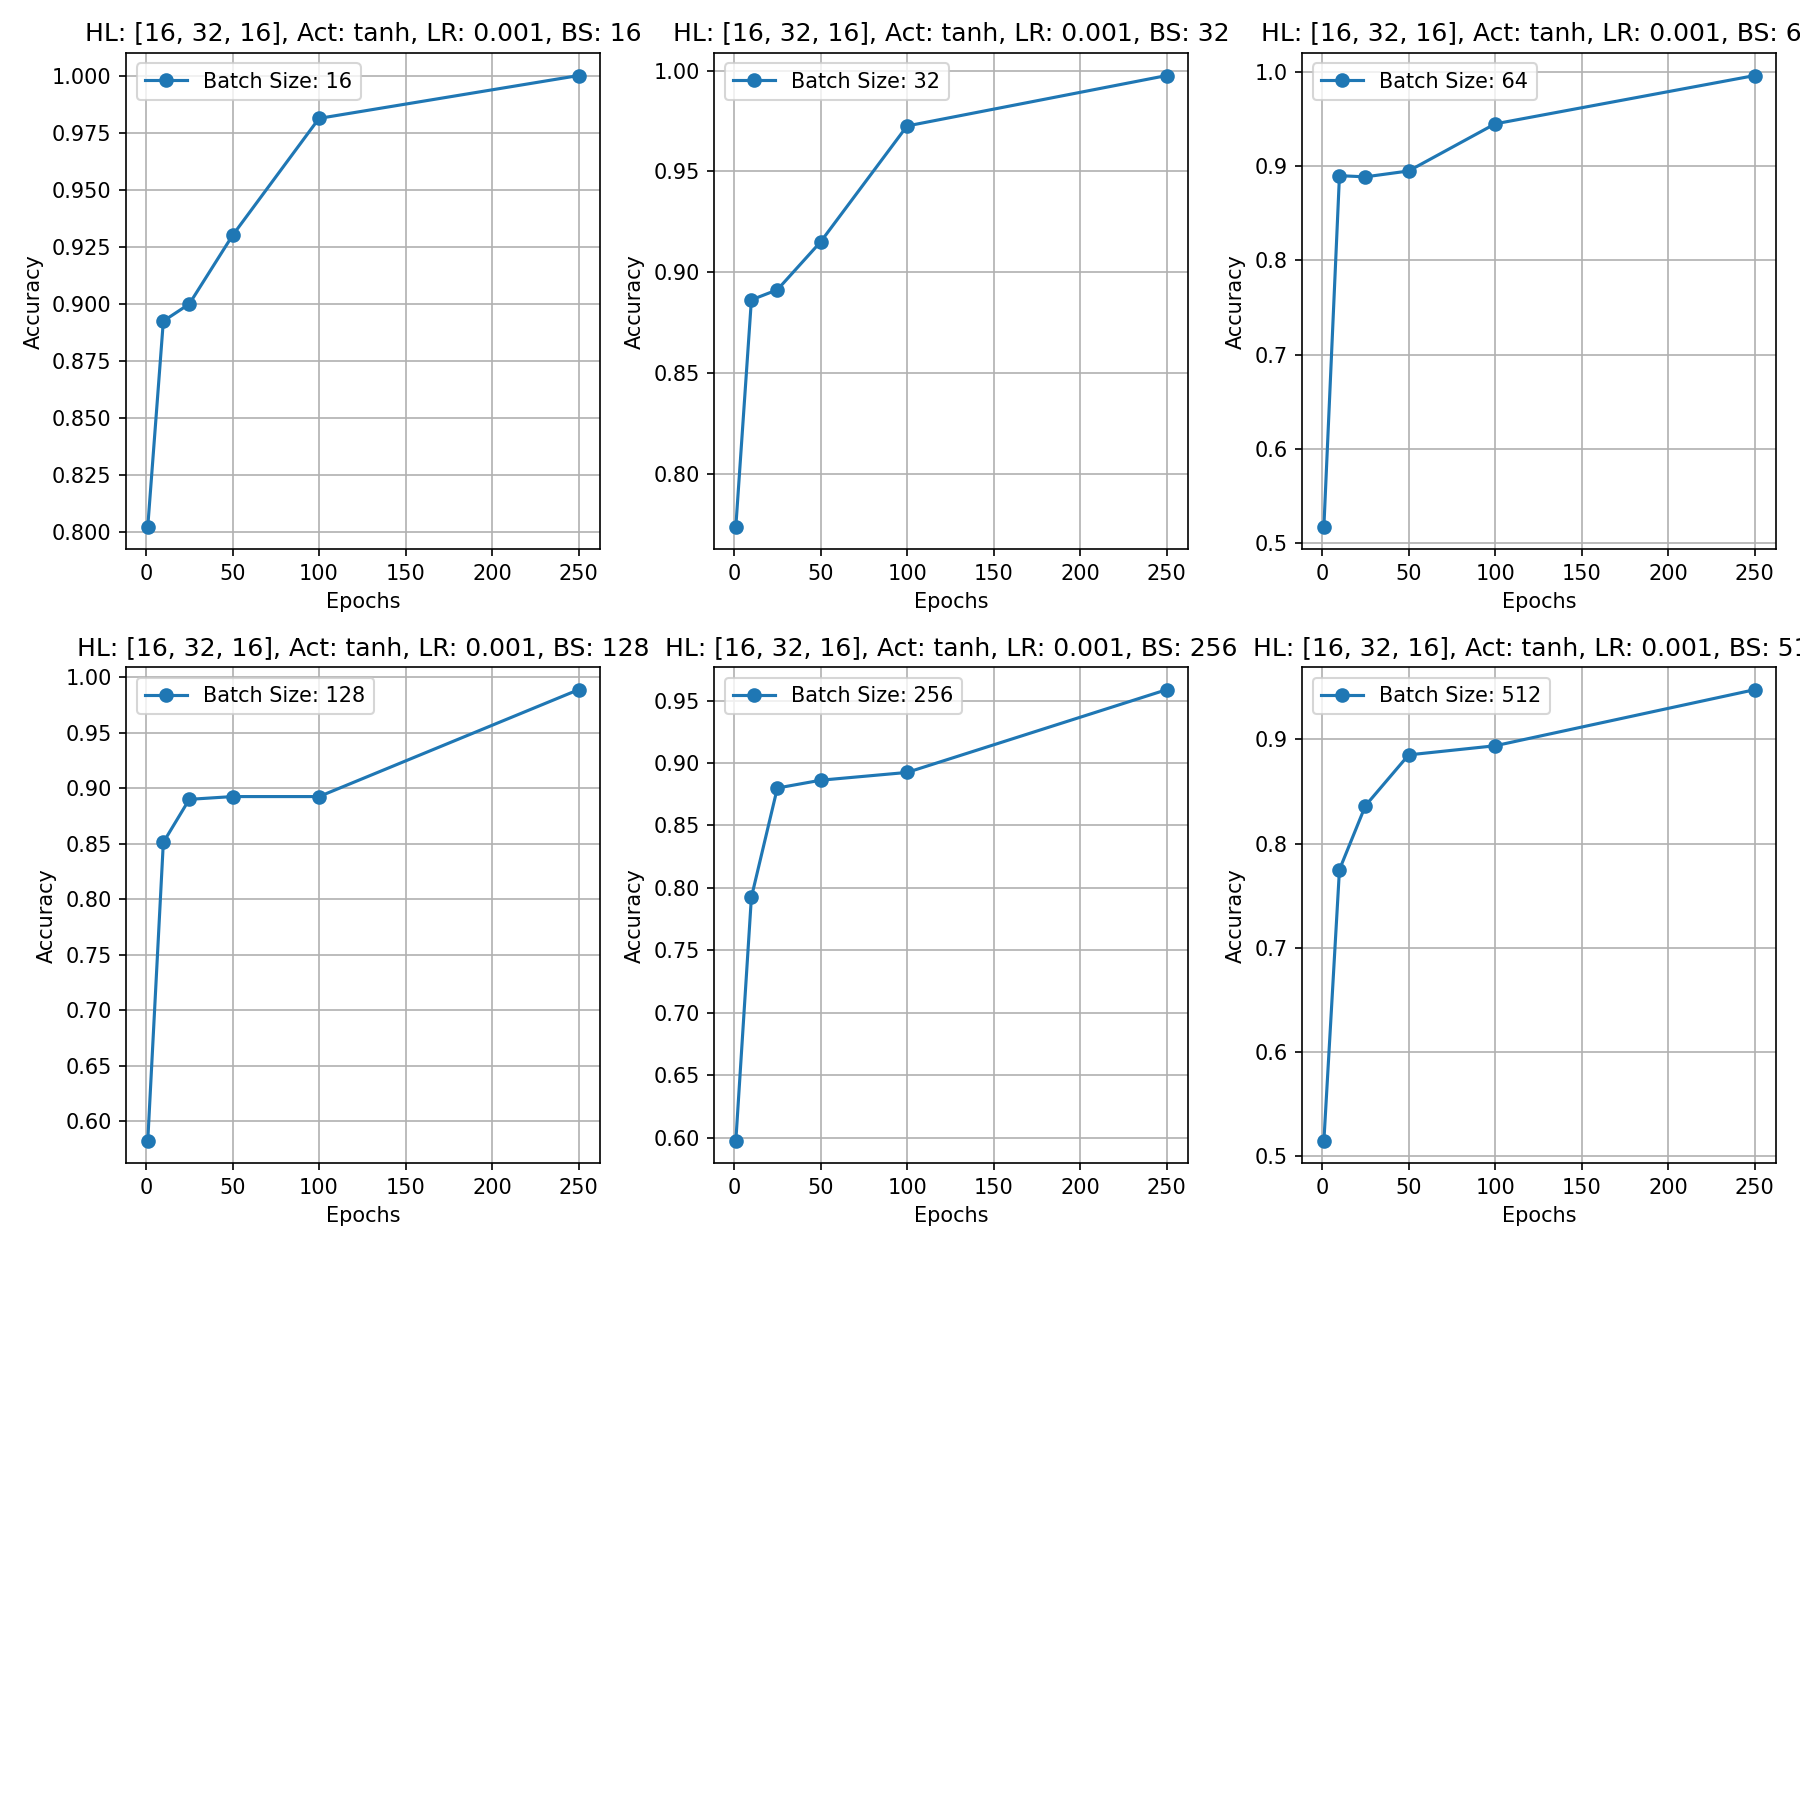 HL: [16, 32, 16], Act: tanh, LR: 0.001, BS: 16
Batch Size: 16
1.000
0.975
0.950
0.925
0.900
0.875
0.850
0.825
0.800
Accuracy
0 50 100 150 200 250
Epochs
HL: [16, 32, 16], Act: tanh, LR: 0.001, BS: 32
Batch Size: 32
1.00
0.95
0.90
0.85
0.80
Accuracy
0 50 100 150 200 250
Epochs
HL: [16, 32, 16], Act: tanh, LR: 0.001, BS: 6
Batch Size: 64
1.0
0.9
0.8
0.7
0.6
0.5
Accuracy
0 50 100 150 200 250
Epochs
HL: [16, 32, 16], Act: tanh, LR: 0.001, BS: 128
Batch Size: 128
1.00
0.95
0.90
0.85
0.80
0.75
0.70
0.65
0.60
Accuracy
0 50 100 150 200 250
Epochs
HL: [16, 32, 16], Act: tanh, LR: 0.001, BS: 256
Batch Size: 256
0.95
0.90
0.85
0.80
0.75
0.70
0.65
0.60
Accuracy
0 50 100 150 200 250
Epochs
HL: [16, 32, 16], Act: tanh, LR: 0.001, BS: 51
Batch Size: 512
0.9
0.8
0.7
0.6
0.5
Accuracy
0 50 100 150 200 250
Epochs